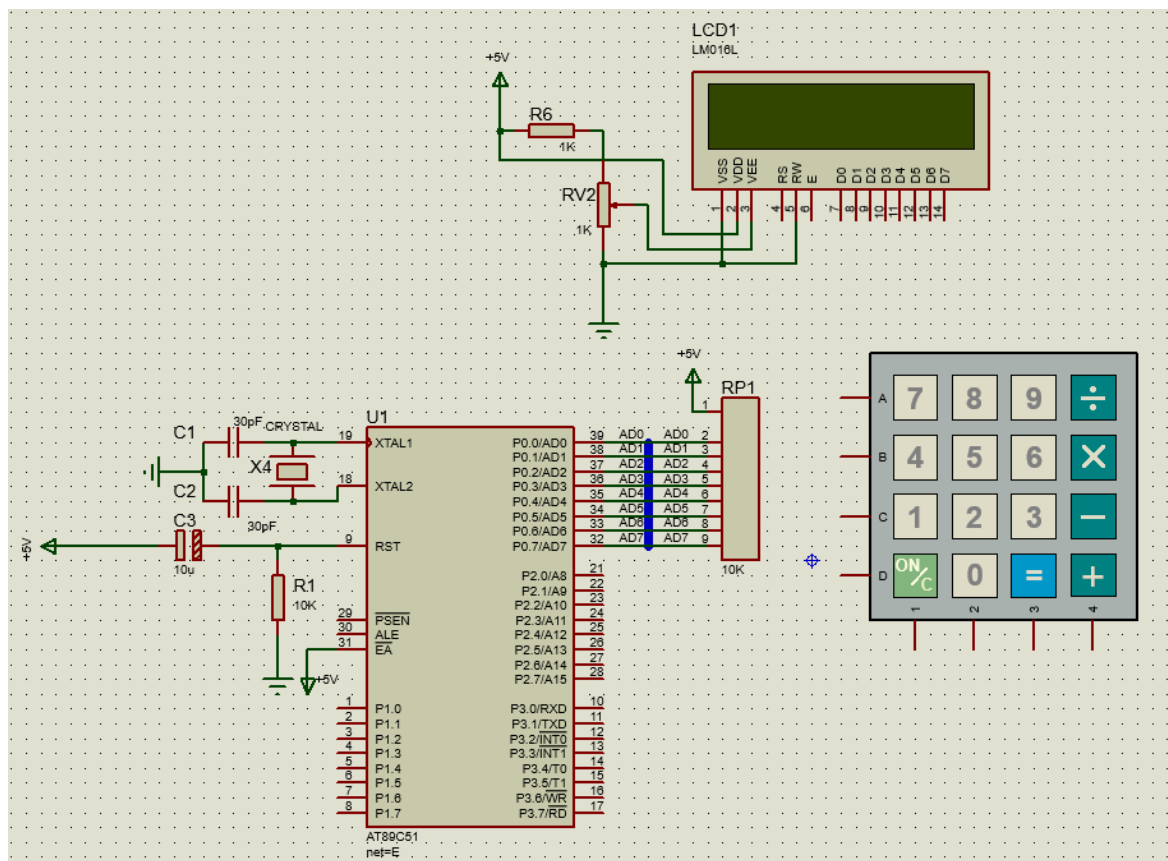 LCD1
LM016L
+5V
R6
1K
RV2
1K
VSS
VDD
VEE
RS
RW
E
D0
D1
D2
D3
D4
D5
D6
D7
1
2
3
4
5
6
7
8
9
10
11
12
13
14
+5V
RP1
1
U1
C1
30pF
CRYSTAL
X4
C2
30pF
19
XTAL1
18
XTAL2
C3
+5V
10u
9
RST
R1
10K
29
PSEN
30
ALE
31
EA
+5V
1
P1.0
2
P1.1
3
P1.2
4
P1.3
5
P1.4
6
P1.5
7
P1.6
8
P1.7
P0.0/AD0 39 AD0 AD0 2
P0.1/AD1 38 AD1 AD1 3
P0.2/AD2 37 AD2 AD2 4
P0.3/AD3 36 AD3 AD3 5
P0.4/AD4 35 AD4 AD4 6
P0.5/AD5 34 AD5 AD5 7
P0.6/AD6 33 AD6 AD6 8
P0.7/AD7 32 AD7 AD7 9
10K
P2.0/A8 21
P2.1/A9 22
P2.2/A10 23
P2.3/A11 24
P2.4/A12 25
P2.5/A13 26
P2.6/A14 27
P2.7/A15 28
P3.0/RXD 10
P3.1/TXD 11
P3.2/INT0 12
P3.3/INT1 13
P3.4/T0 14
P3.5/T1 15
P3.6/WR 16
P3.7/RD 17
AT89C51
net=E
A 7 8 9 ÷
B 4 5 6 ×
C 1 2 3 −
D ON/C 0 = +
1 2 3 4